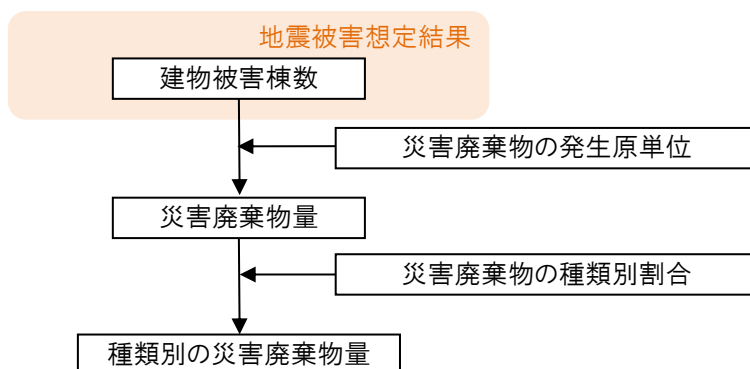 地震被害想定結果
建物被害棟数
災害廃棄物の発生原単位
災害廃棄物量
災害廃棄物の種類別割合
種類別の災害廃棄物量